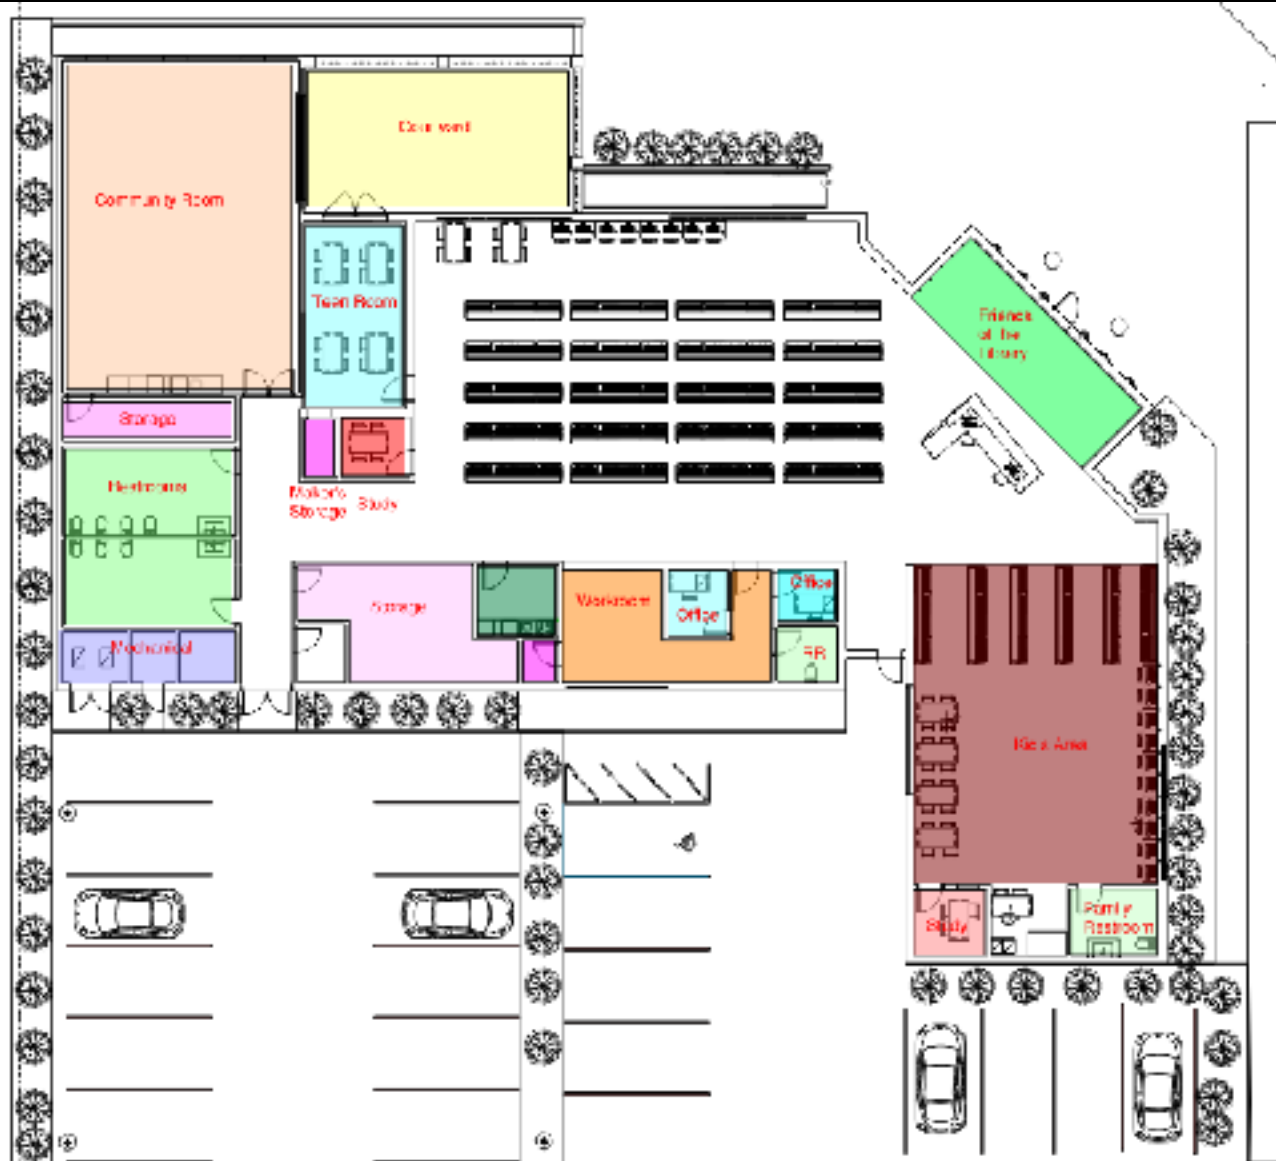 Courtyard
Community Room
Teen Room
Friends
of the
Library
Storage
Restrooms
Maker's
Storage
Study
Storage
Workroom
Office
Office
RR
Mechanical
Kid's Area
Study
Family
Restroom